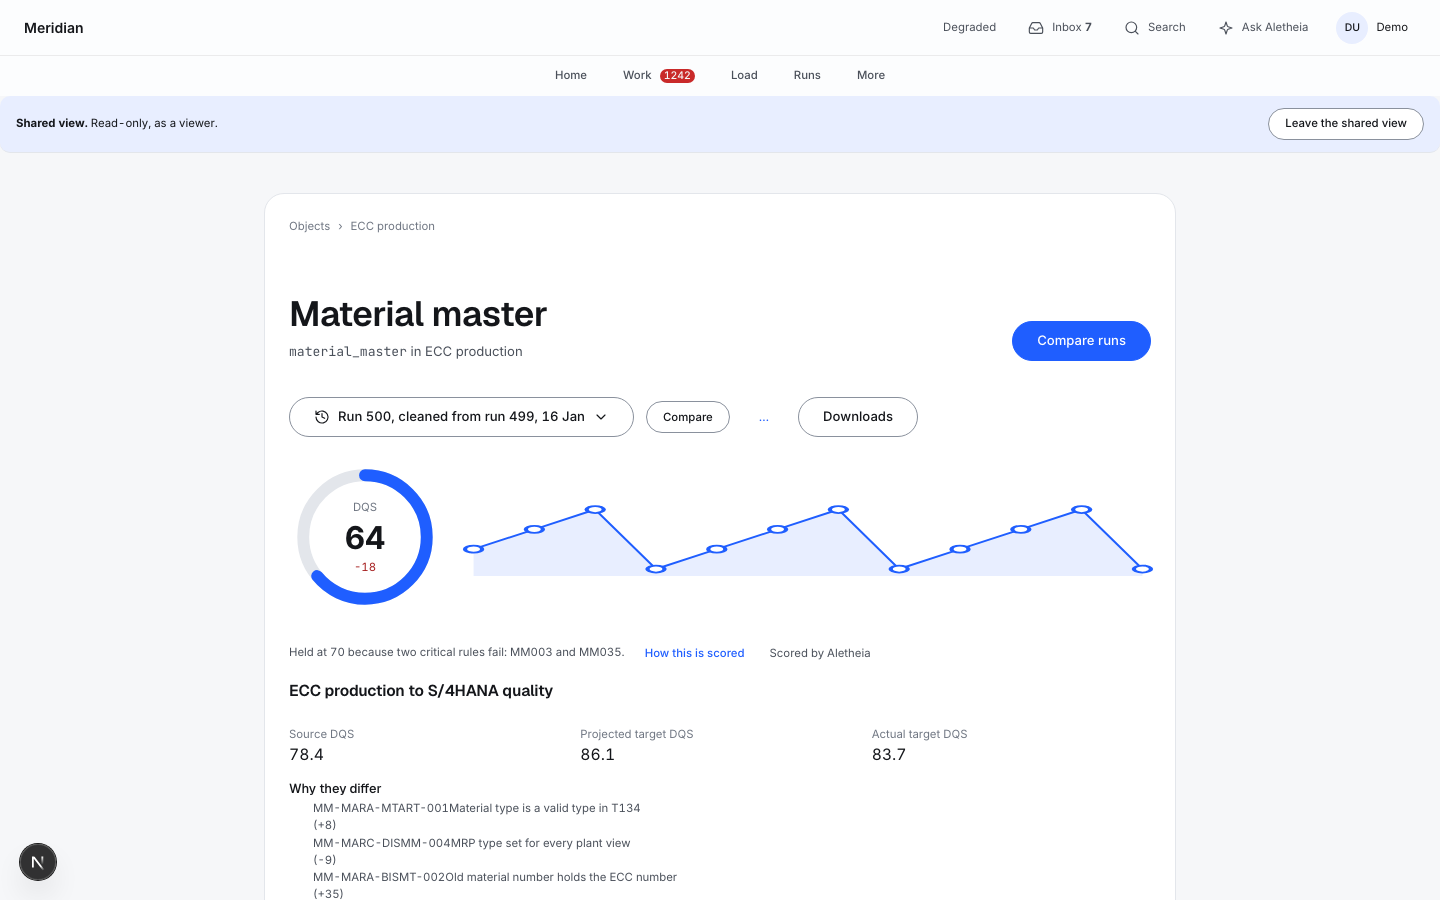 Meridian
Degraded
Inbox 7
Search
Ask Aletheia
DU
Demo
Home
Work 1242
Load
Runs
More
Shared view. Read-only, as a viewer.
Leave the shared view
Objects › ECC production
Material master
material_master in ECC production
Compare runs
Run 500, cleaned from run 499, 16 Jan
Compare
...
Downloads
DQS
64
-18
Held at 70 because two critical rules fail: MM003 and MM035.
How this is scored
Scored by Aletheia
ECC production to S/4HANA quality
Source DQS
78.4
Projected target DQS
86.1
Actual target DQS
83.7
Why they differ
MM-MARA-MTART-001Material type is a valid type in T134
(+8)
MM-MARC-DISMM-004MRP type set for every plant view
(-9)
MM-MARA-BISMT-002Old material number holds the ECC number
(+35)
N